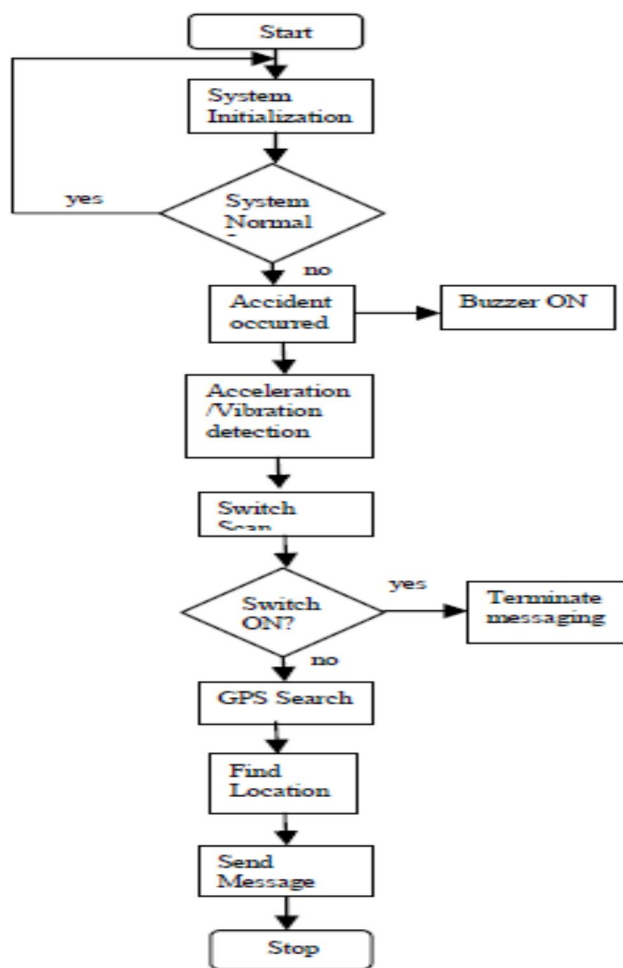 Start
System
Initialization
yes
System
Normal
no
Accident
occurred
Buzzer ON
Acceleration
/Vibration
detection
Switch
Scan
Switch
ON?
yes
Terminate
messaging
no
GPS Search
Find
Location
Send
Message
Stop